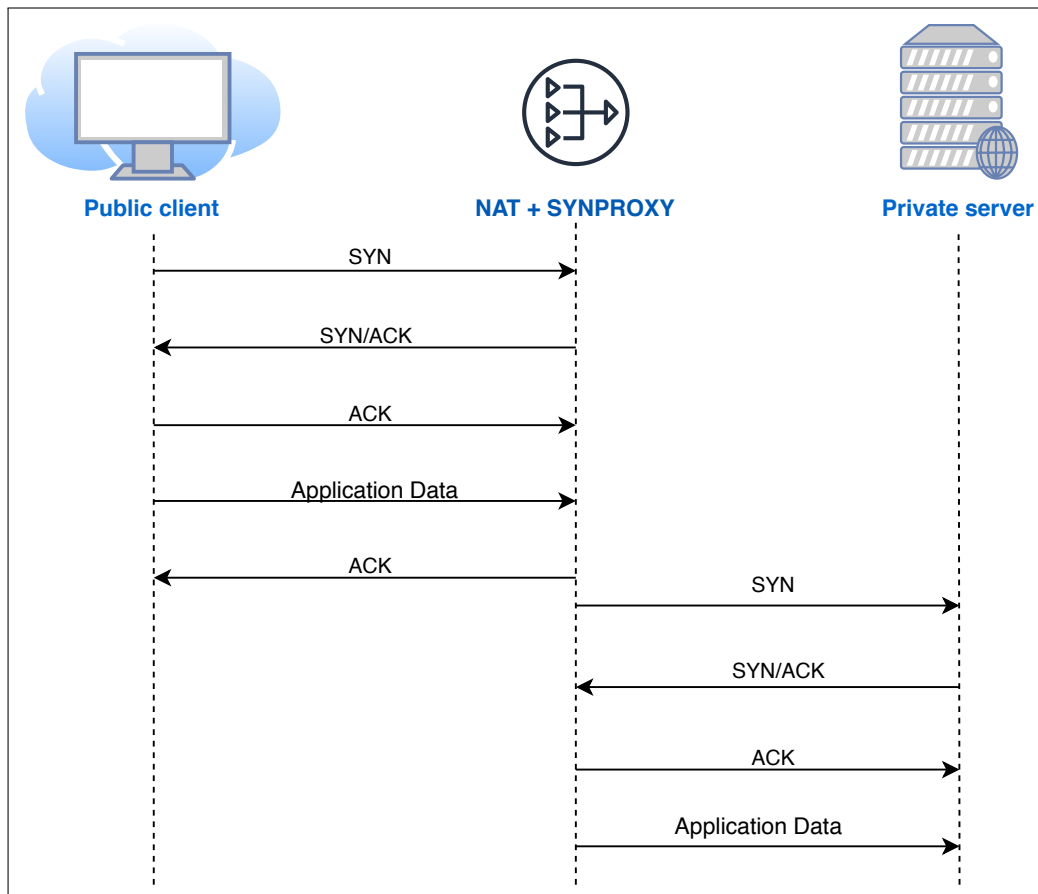 Public client
NAT + SYNPROXY
Private server
SYN
SYN/ACK
ACK
Application Data
ACK
SYN
SYN/ACK
ACK
Application Data